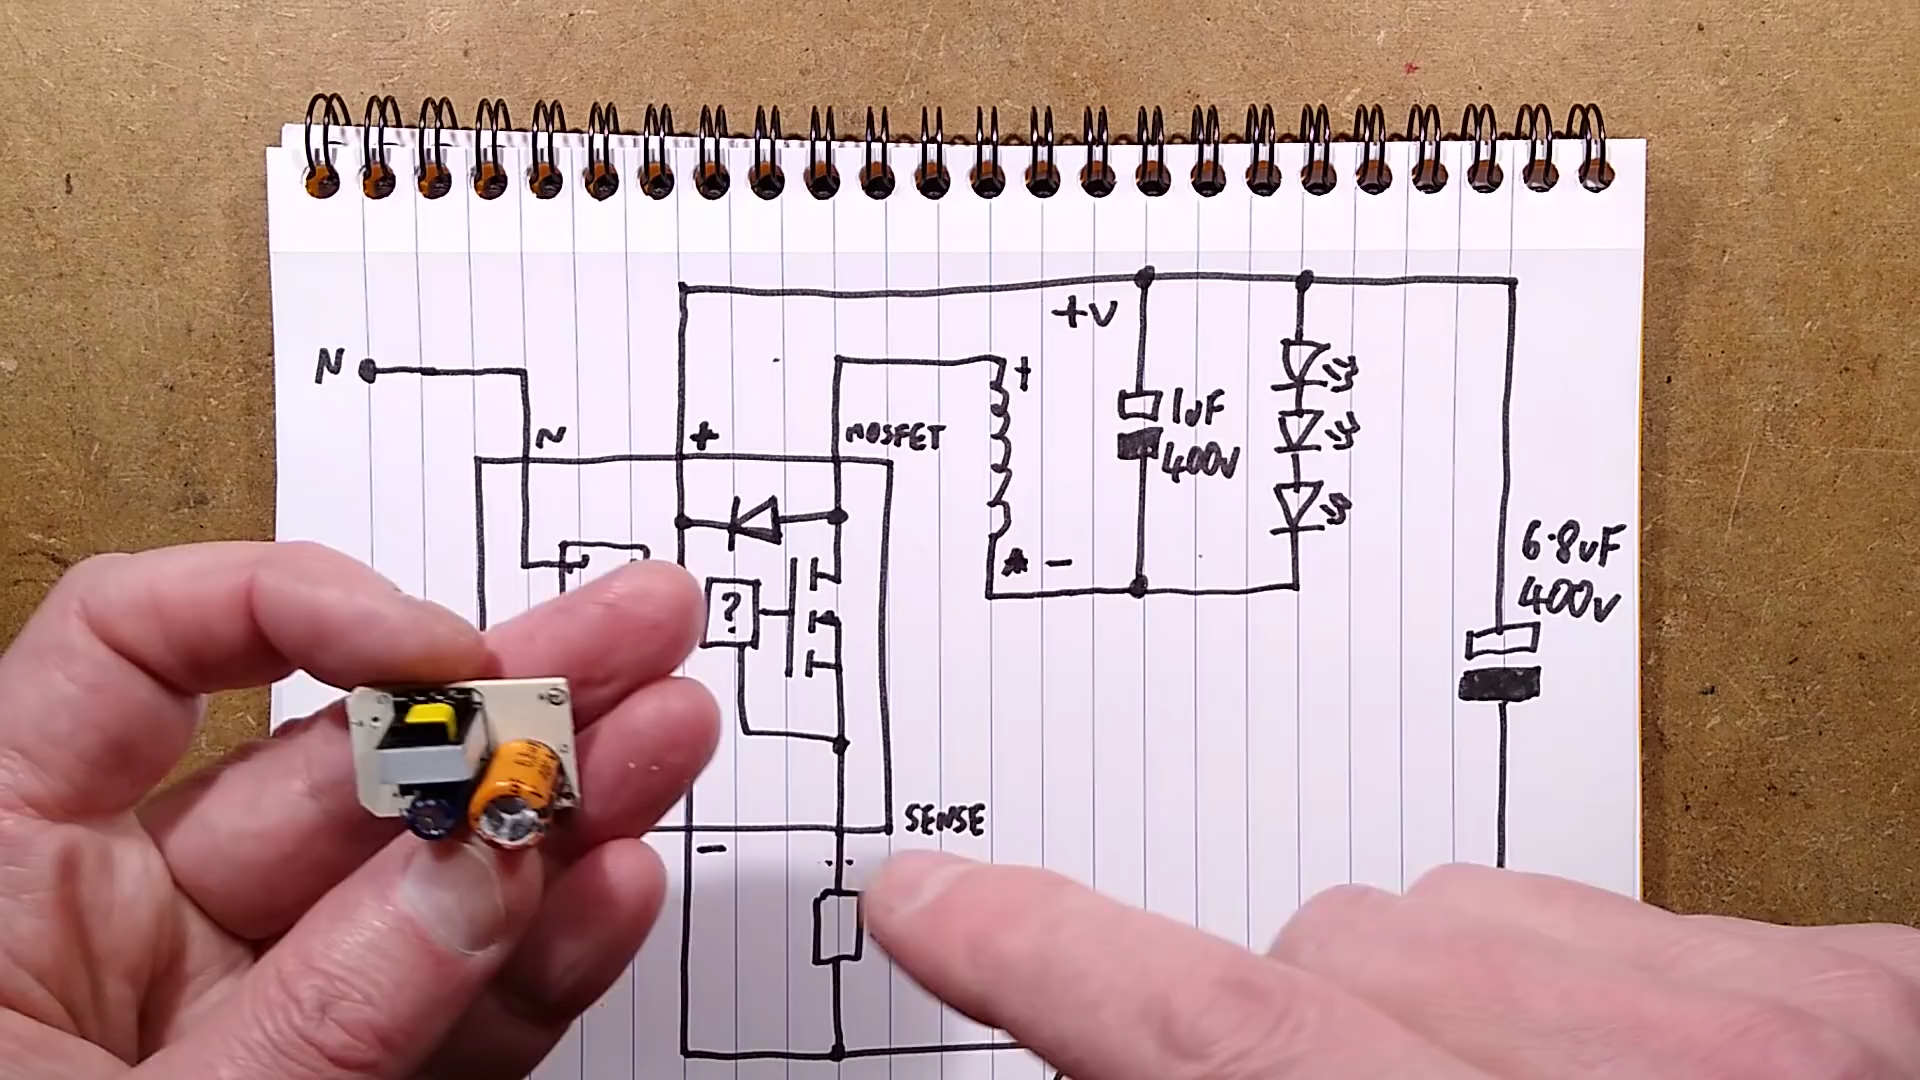 +V
N
+
1uF
400V
N
+
MOSFET
* -
6.8uF
400V
?
SENSE
-